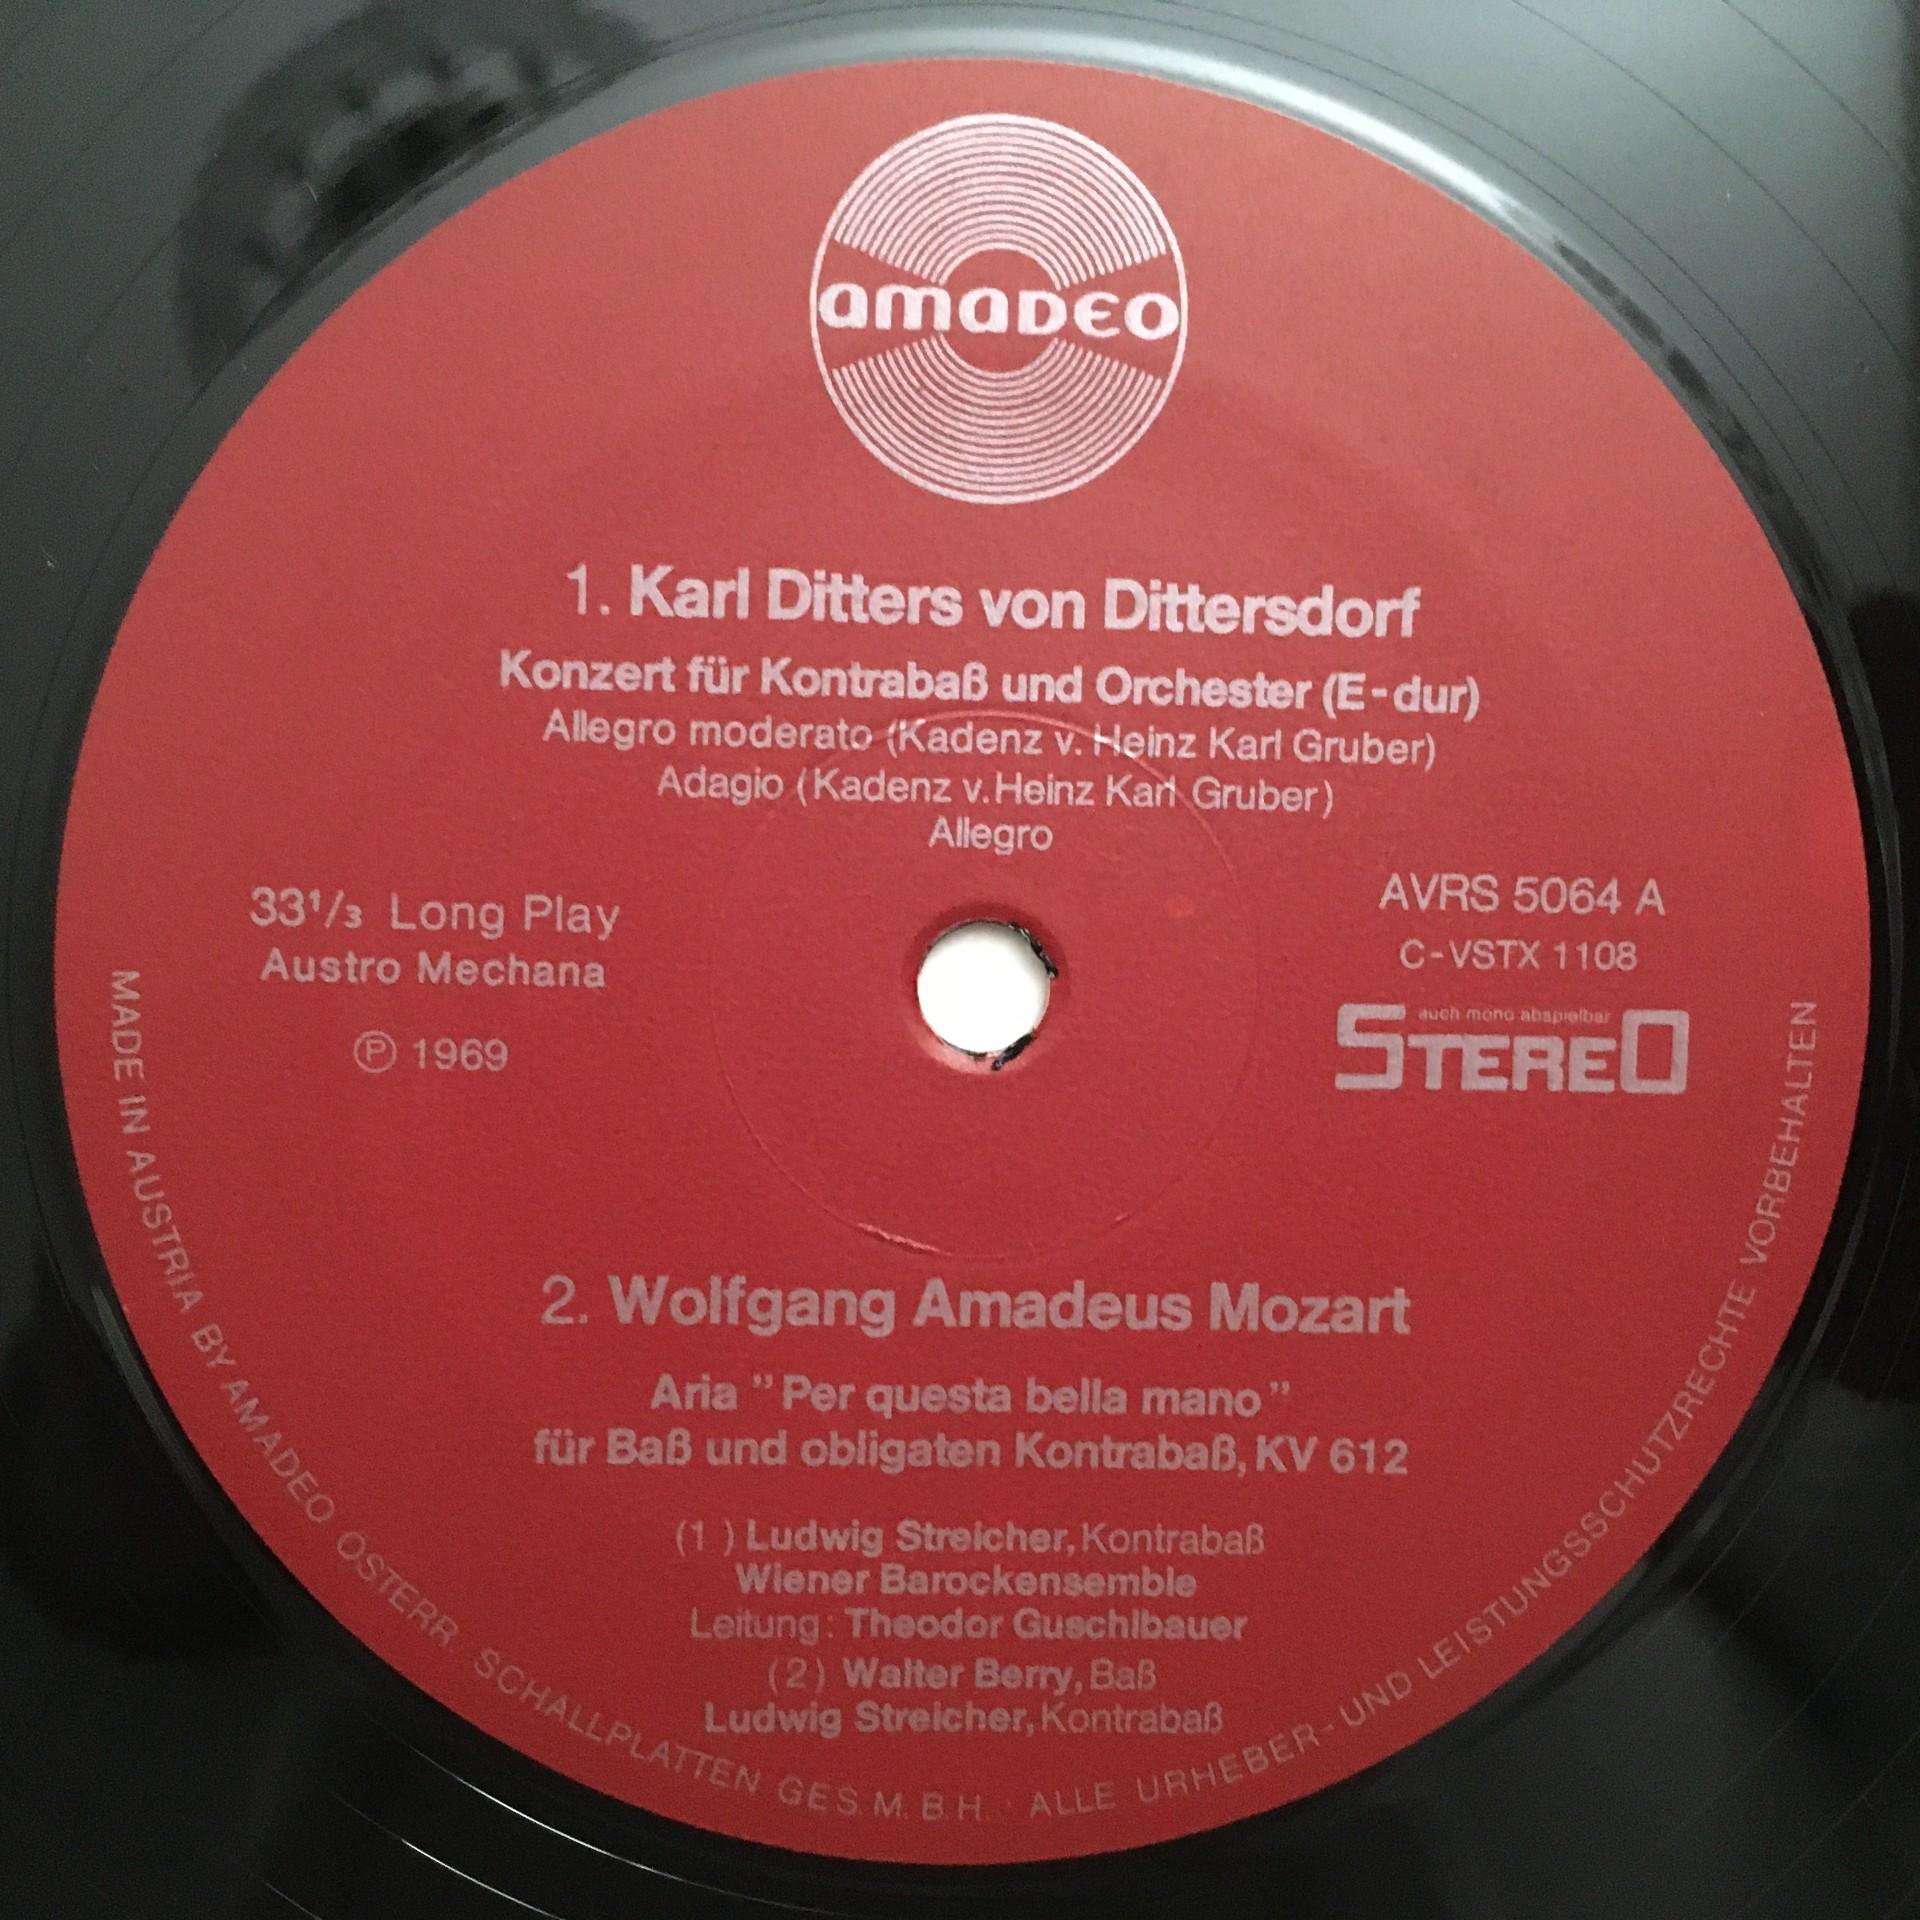 amaDEO
1. Karl Ditters von Dittersdorf
Konzert für Kontrabaß und Orchester (E-dur)
Allegro moderato (Kadenz v. Heinz Karl Gruber)
Adagio (Kadenz v. Heinz Karl Gruber)
Allegro
33¹/₃ Long Play
Austro Mechana
Ⓟ 1969
AVRS 5064 A
C-VSTX 1108
auch mono abspielbar
STEREO
2. Wolfgang Amadeus Mozart
Aria ”Per questa bella mano”
für Baß und obligaten Kontrabaß, KV 612
(1) Ludwig Streicher, Kontrabaß
Wiener Barockensemble
Leitung: Theodor Guschlbauer
(2) Walter Berry, Baß
Ludwig Streicher, Kontrabaß
MADE IN AUSTRIA BY AMADEO ÖSTERR. SCHALLPLATTEN GES. M. B. H. · ALLE URHEBER- UND LEISTUNGSSCHUTZRECHTE VORBEHALTEN